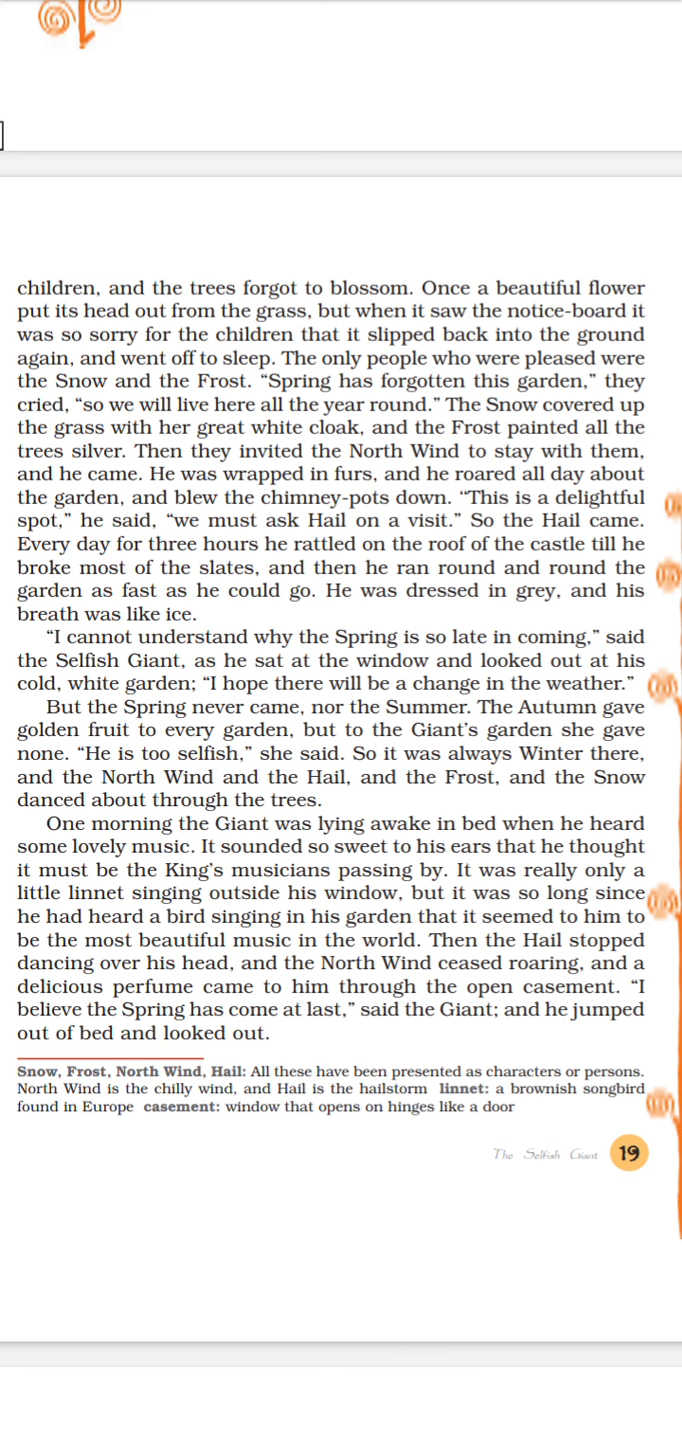 children, and the trees forgot to blossom. Once a beautiful flower
put its head out from the grass, but when it saw the notice-board it
was so sorry for the children that it slipped back into the ground
again, and went off to sleep. The only people who were pleased were
the Snow and the Frost. “Spring has forgotten this garden,” they
cried, “so we will live here all the year round.” The Snow covered up
the grass with her great white cloak, and the Frost painted all the
trees silver. Then they invited the North Wind to stay with them,
and he came. He was wrapped in furs, and he roared all day about
the garden, and blew the chimney-pots down. “This is a delightful
spot,” he said, “we must ask Hail on a visit.” So the Hail came.
Every day for three hours he rattled on the roof of the castle till he
broke most of the slates, and then he ran round and round the
garden as fast as he could go. He was dressed in grey, and his
breath was like ice.
“I cannot understand why the Spring is so late in coming,” said
the Selfish Giant, as he sat at the window and looked out at his
cold, white garden; “I hope there will be a change in the weather.”
But the Spring never came, nor the Summer. The Autumn gave
golden fruit to every garden, but to the Giant’s garden she gave
none. “He is too selfish,” she said. So it was always Winter there,
and the North Wind and the Hail, and the Frost, and the Snow
danced about through the trees.
One morning the Giant was lying awake in bed when he heard
some lovely music. It sounded so sweet to his ears that he thought
it must be the King’s musicians passing by. It was really only a
little linnet singing outside his window, but it was so long since
he had heard a bird singing in his garden that it seemed to him to
be the most beautiful music in the world. Then the Hail stopped
dancing over his head, and the North Wind ceased roaring, and a
delicious perfume came to him through the open casement. “I
believe the Spring has come at last,” said the Giant; and he jumped
out of bed and looked out.
Snow, Frost, North Wind, Hail: All these have been presented as characters or persons.
North Wind is the chilly wind, and Hail is the hailstorm linnet: a brownish songbird
found in Europe casement: window that opens on hinges like a door
The Selfish Giant 19